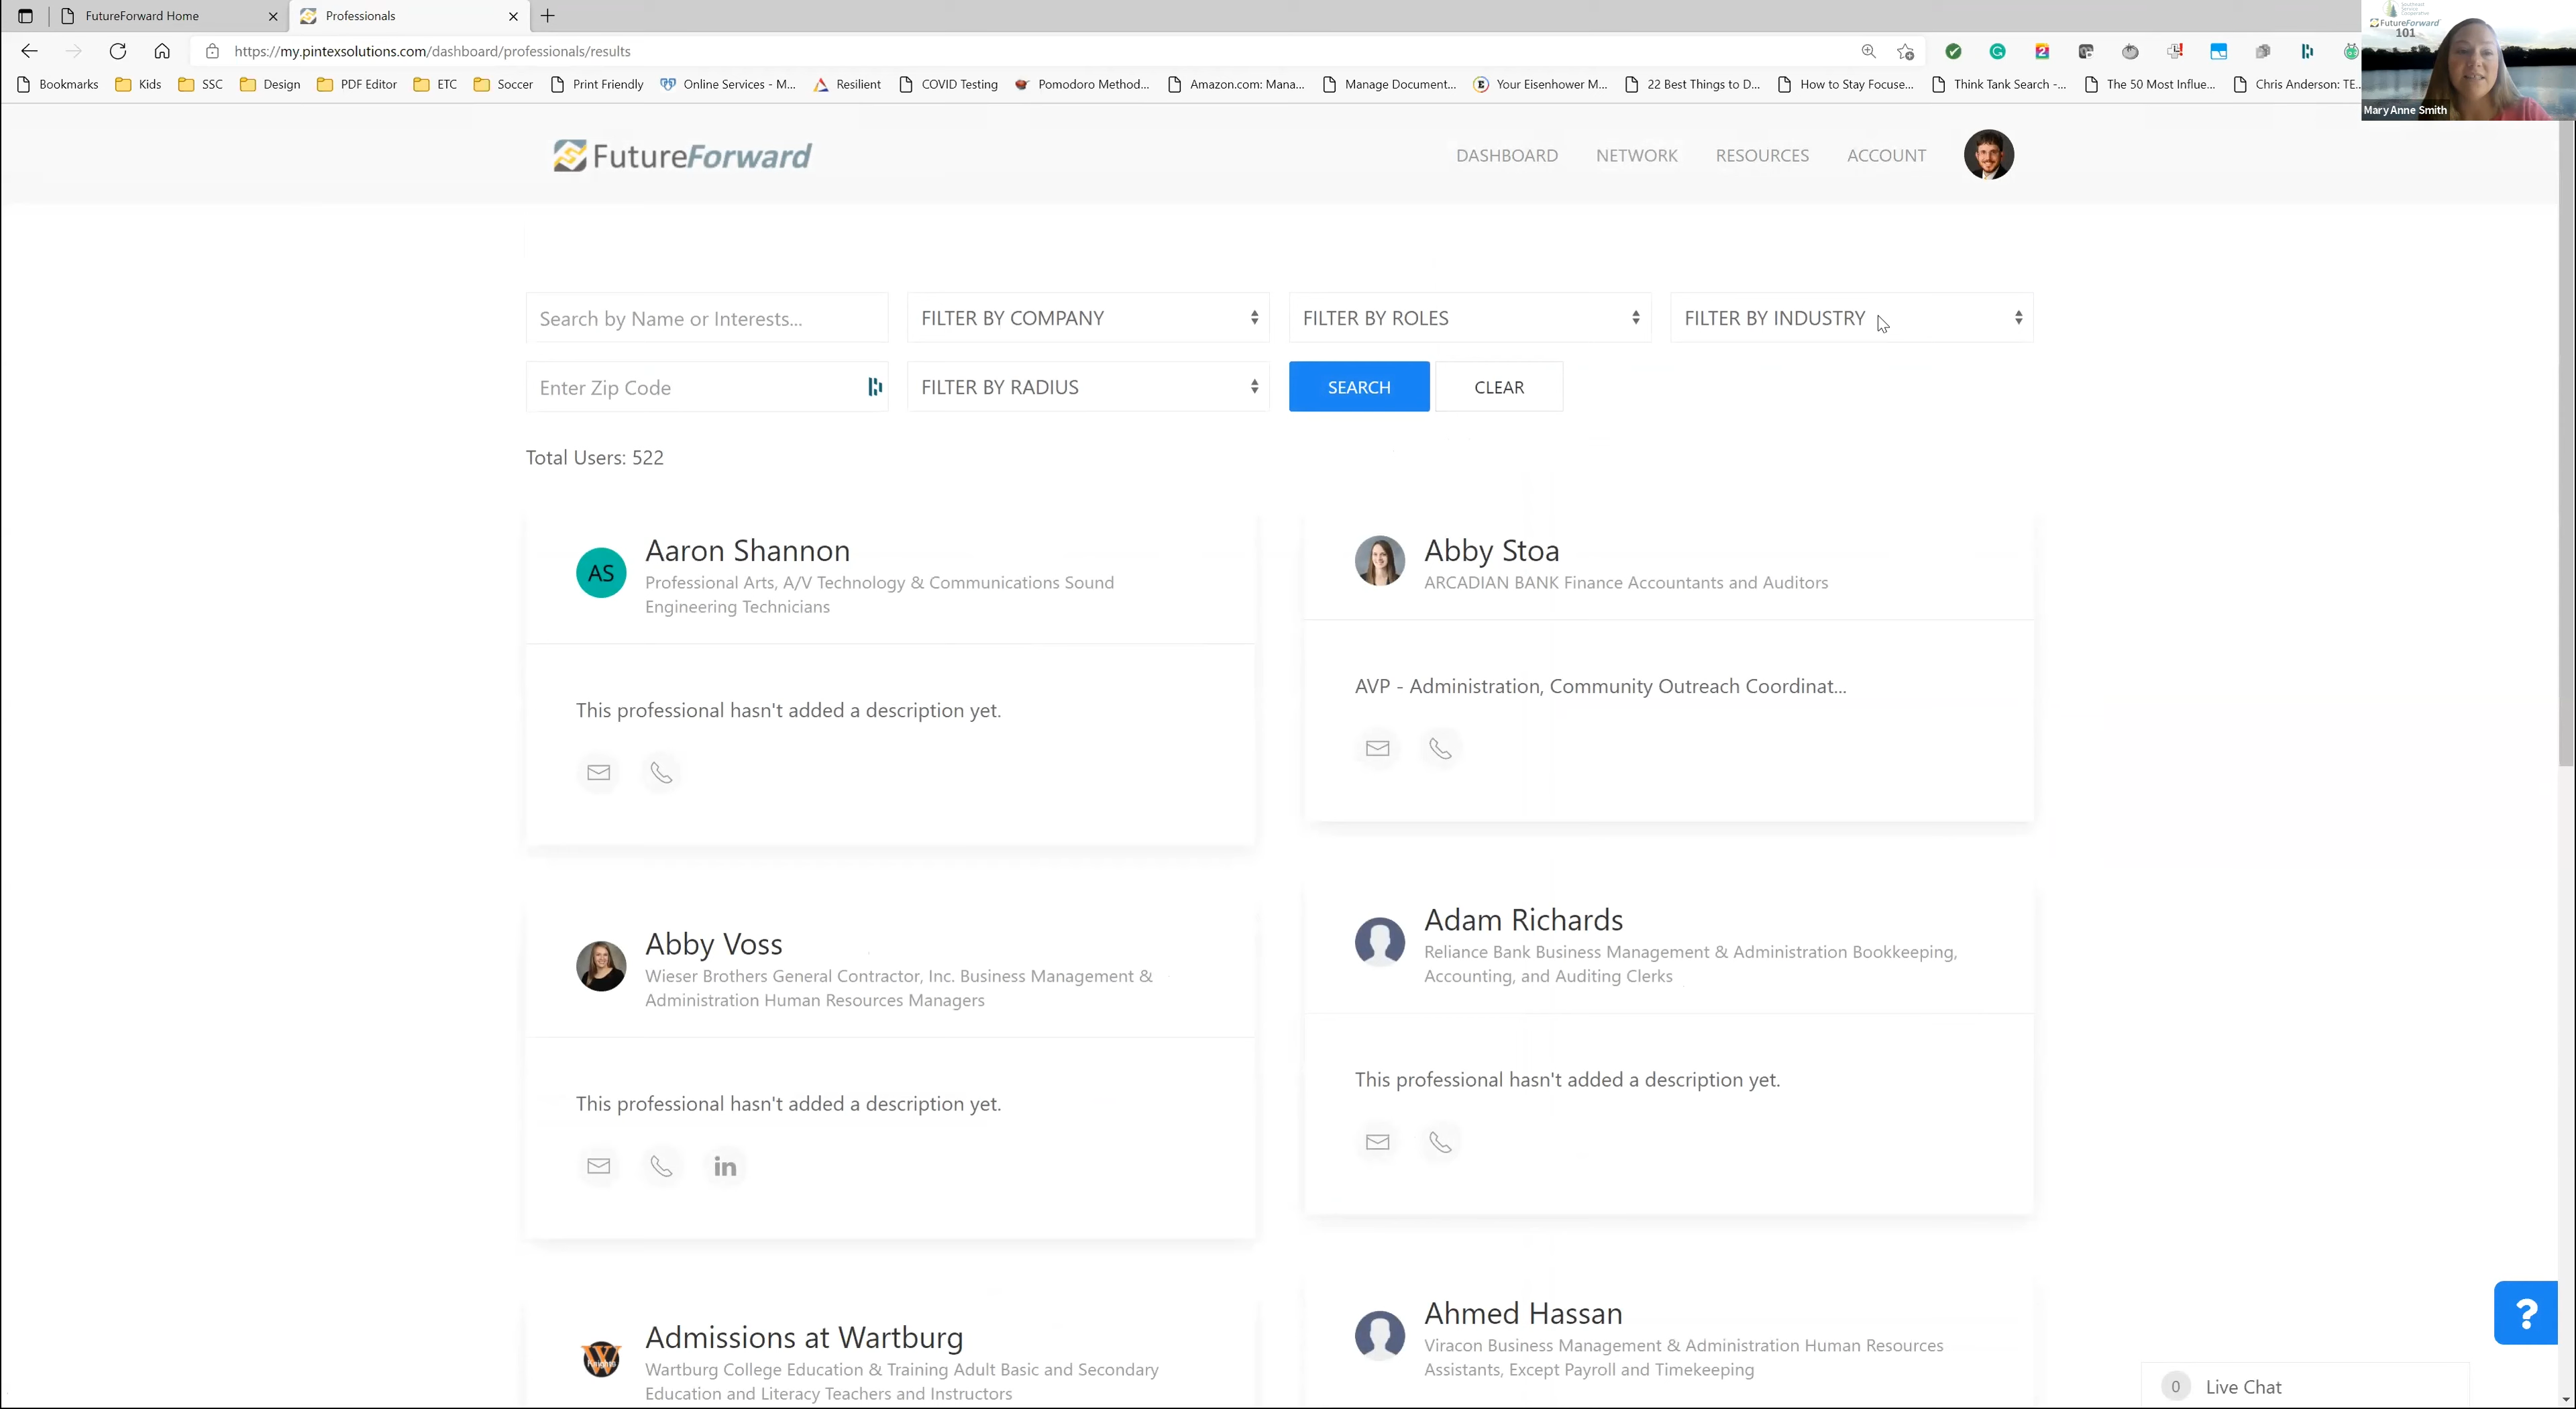 FutureForward Home
Professionals
https://my.pintexsolutions.com/dashboard/professionals/results
Bookmarks Kids SSC Design PDF Editor ETC Soccer Print Friendly Online Services - M... Resilient COVID Testing Pomodoro Method... Amazon.com: Mana... Manage Document... Your Eisenhower M... 22 Best Things to D... How to Stay Focuse... Think Tank Search -... The 50 Most Influe... Chris Anderson: TE...
FutureForward
101
Mary Anne Smith
FutureForward
DASHBOARD NETWORK RESOURCES ACCOUNT
Search by Name or Interests... FILTER BY COMPANY FILTER BY ROLES FILTER BY INDUSTRY
Enter Zip Code FILTER BY RADIUS SEARCH CLEAR
Total Users: 522
AS
Aaron Shannon
Professional Arts, A/V Technology & Communications Sound
Engineering Technicians
This professional hasn't added a description yet.
Abby Stoa
ARCADIAN BANK Finance Accountants and Auditors
AVP - Administration, Community Outreach Coordinat...
Abby Voss
Wieser Brothers General Contractor, Inc. Business Management &
Administration Human Resources Managers
This professional hasn't added a description yet.
in
Adam Richards
Reliance Bank Business Management & Administration Bookkeeping,
Accounting, and Auditing Clerks
This professional hasn't added a description yet.
Admissions at Wartburg
Wartburg College Education & Training Adult Basic and Secondary
Education and Literacy Teachers and Instructors
Ahmed Hassan
Viracon Business Management & Administration Human Resources
Assistants, Except Payroll and Timekeeping
?
0 Live Chat